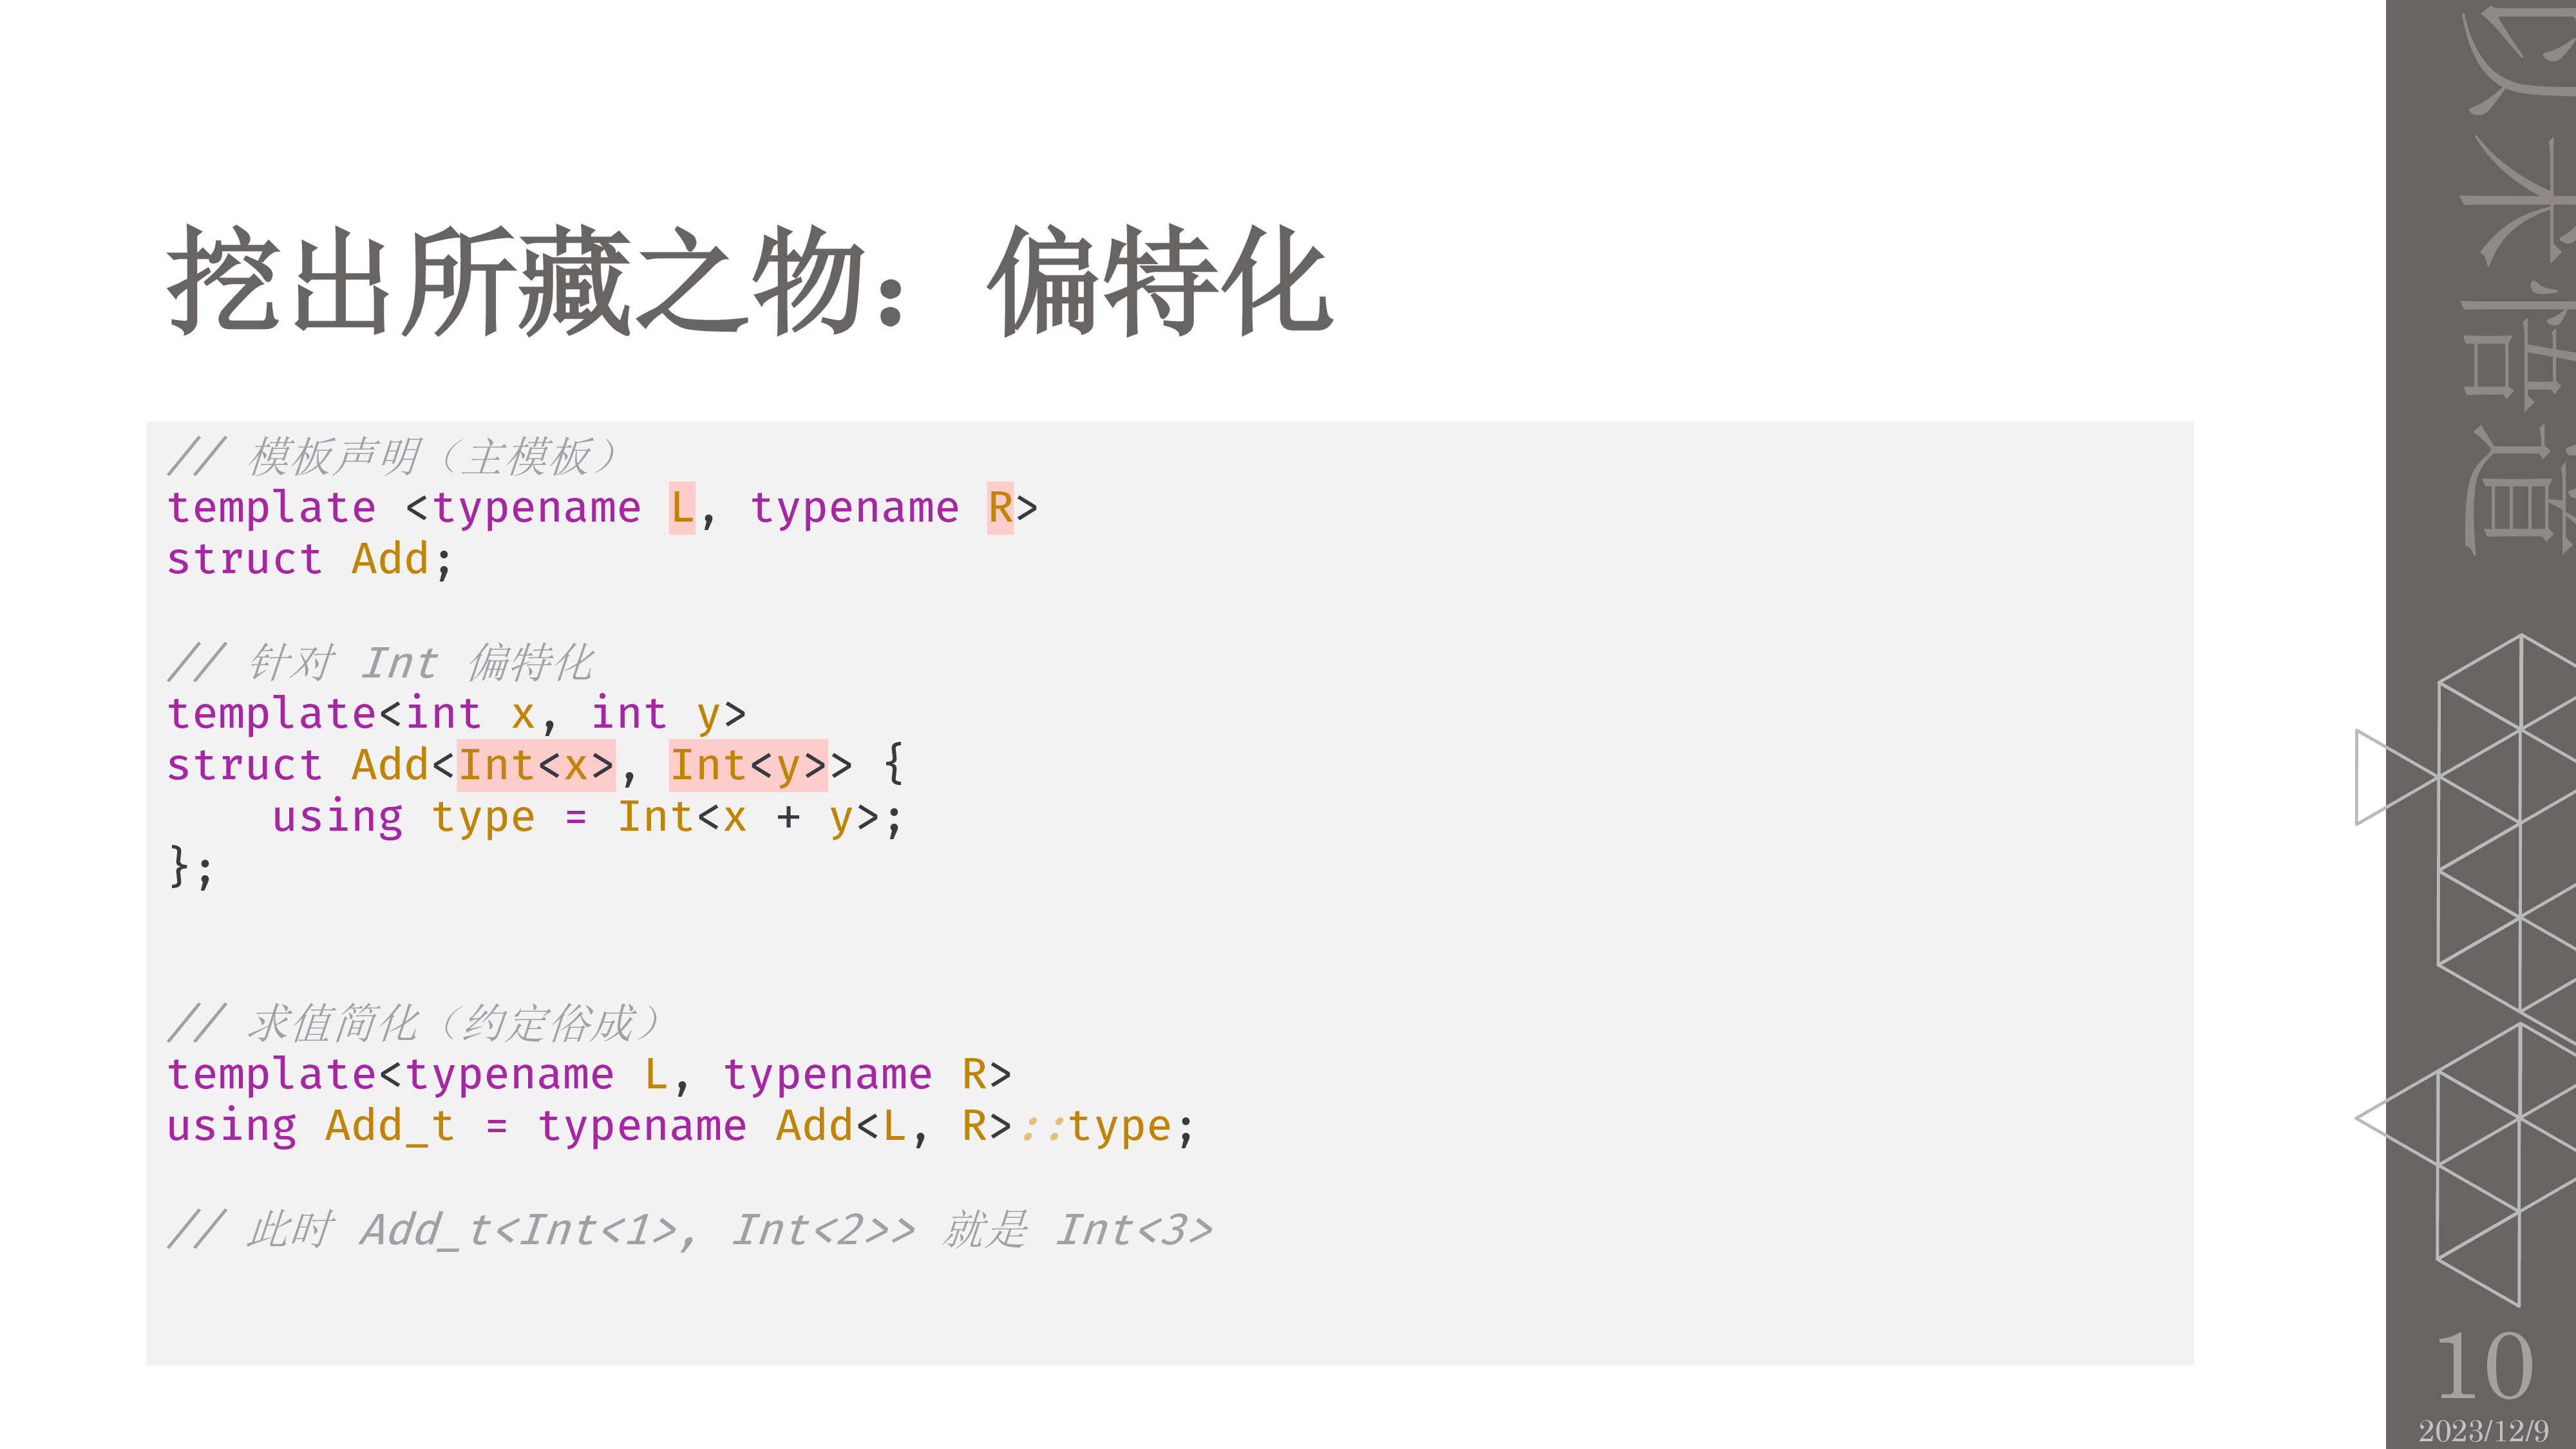 挖出所藏之物：偏特化
// 模板声明（主模板）
template <typename L, typename R>
struct Add;
// 针对 Int 偏特化
template<int x, int y>
struct Add<Int<x>, Int<y>> {
    using type = Int<x + y>;
};
// 求值简化（约定俗成）
template<typename L, typename R>
using Add_t = typename Add<L, R>::type;
// 此时 Add_t<Int<1>, Int<2>> 就是 Int<3>
以术悟道
10
2023/12/9